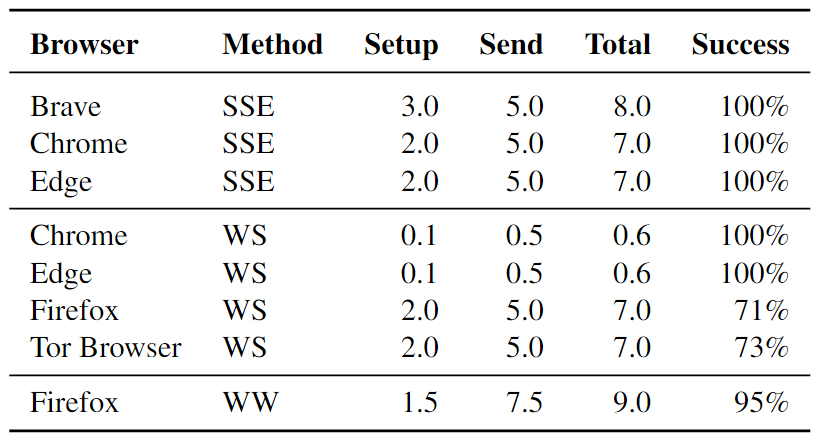 Browser Method Setup Send Total Success
Brave SSE 3.0 5.0 8.0 100%
Chrome SSE 2.0 5.0 7.0 100%
Edge SSE 2.0 5.0 7.0 100%
Chrome WS 0.1 0.5 0.6 100%
Edge WS 0.1 0.5 0.6 100%
Firefox WS 2.0 5.0 7.0 71%
Tor Browser WS 2.0 5.0 7.0 73%
Firefox WW 1.5 7.5 9.0 95%